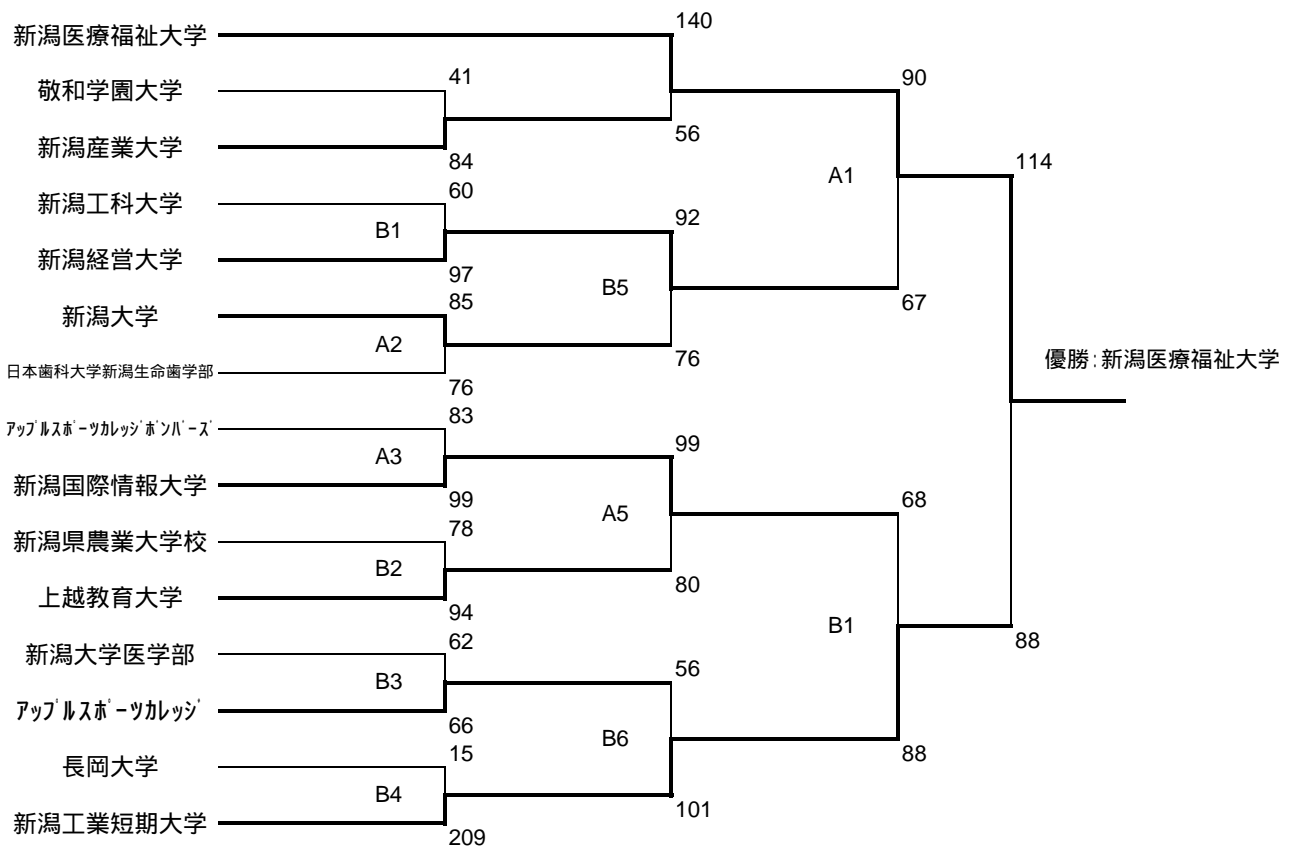 140
新潟医療福祉大学
41
90
敬和学園大学
56
新潟産業大学
84
114
A1
60
新潟工科大学
92
B1
新潟経営大学
97
B5
85
67
新潟大学
A2
76
優勝:新潟医療福祉大学
日本歯科大学新潟生命歯学部
76
83
ｱｯﾌﾟﾙｽﾎﾟｰﾂｶﾚｯｼﾞﾎﾞﾝﾊﾞｰｽﾞ
99
A3
新潟国際情報大学
99
68
A5
78
新潟県農業大学校
B2
80
上越教育大学
94
B1
62
88
新潟大学医学部
56
B3
ｱｯﾌﾟﾙｽﾎﾟｰﾂｶﾚｯｼﾞ
66
B6
15
88
長岡大学
B4
101
新潟工業短期大学
209